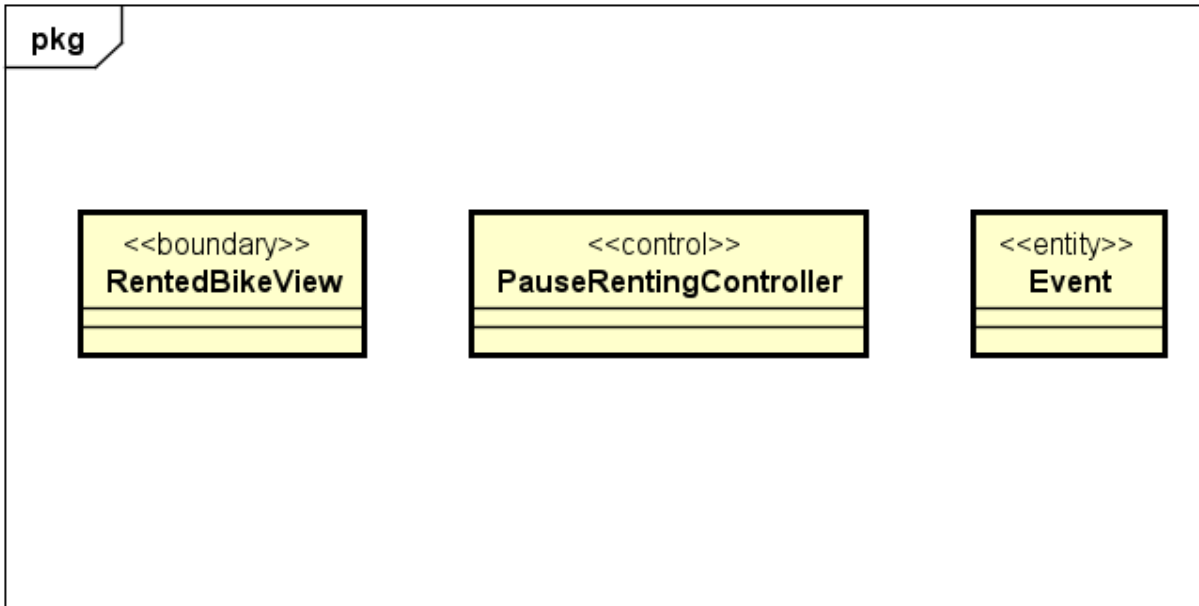 pkg
<<boundary>>
RentedBikeView
<<control>>
PauseRentingController
<<entity>>
Event